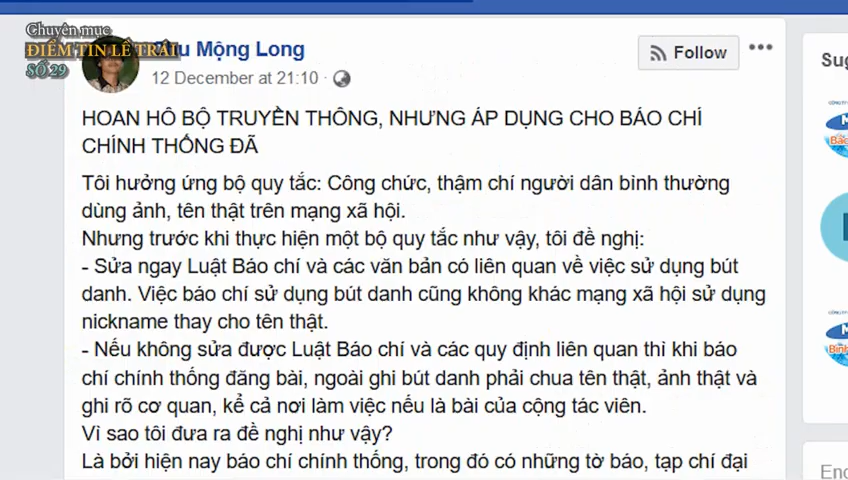 Chuyên mục
ĐIỂM TIN LỀ TRÁI
SỐ 29
Mộng Long
12 December at 21:10 ·
Follow
HOAN HÔ BỘ TRUYỀN THÔNG, NHƯNG ÁP DỤNG CHO BÁO CHÍ
CHÍNH THỐNG ĐÃ
Tôi hưởng ứng bộ quy tắc: Công chức, thậm chí người dân bình thường
dùng ảnh, tên thật trên mạng xã hội.
Nhưng trước khi thực hiện một bộ quy tắc như vậy, tôi đề nghị:
- Sửa ngay Luật Báo chí và các văn bản có liên quan về việc sử dụng bút
danh. Việc báo chí sử dụng bút danh cũng không khác mạng xã hội sử dụng
nickname thay cho tên thật.
- Nếu không sửa được Luật Báo chí và các quy định liên quan thì khi báo
chí chính thống đăng bài, ngoài ghi bút danh phải chua tên thật, ảnh thật và
ghi rõ cơ quan, kể cả nơi làm việc nếu là bài của cộng tác viên.
Vì sao tôi đưa ra đề nghị như vậy?
Là bởi hiện nay báo chí chính thống, trong đó có những tờ báo, tạp chí đại